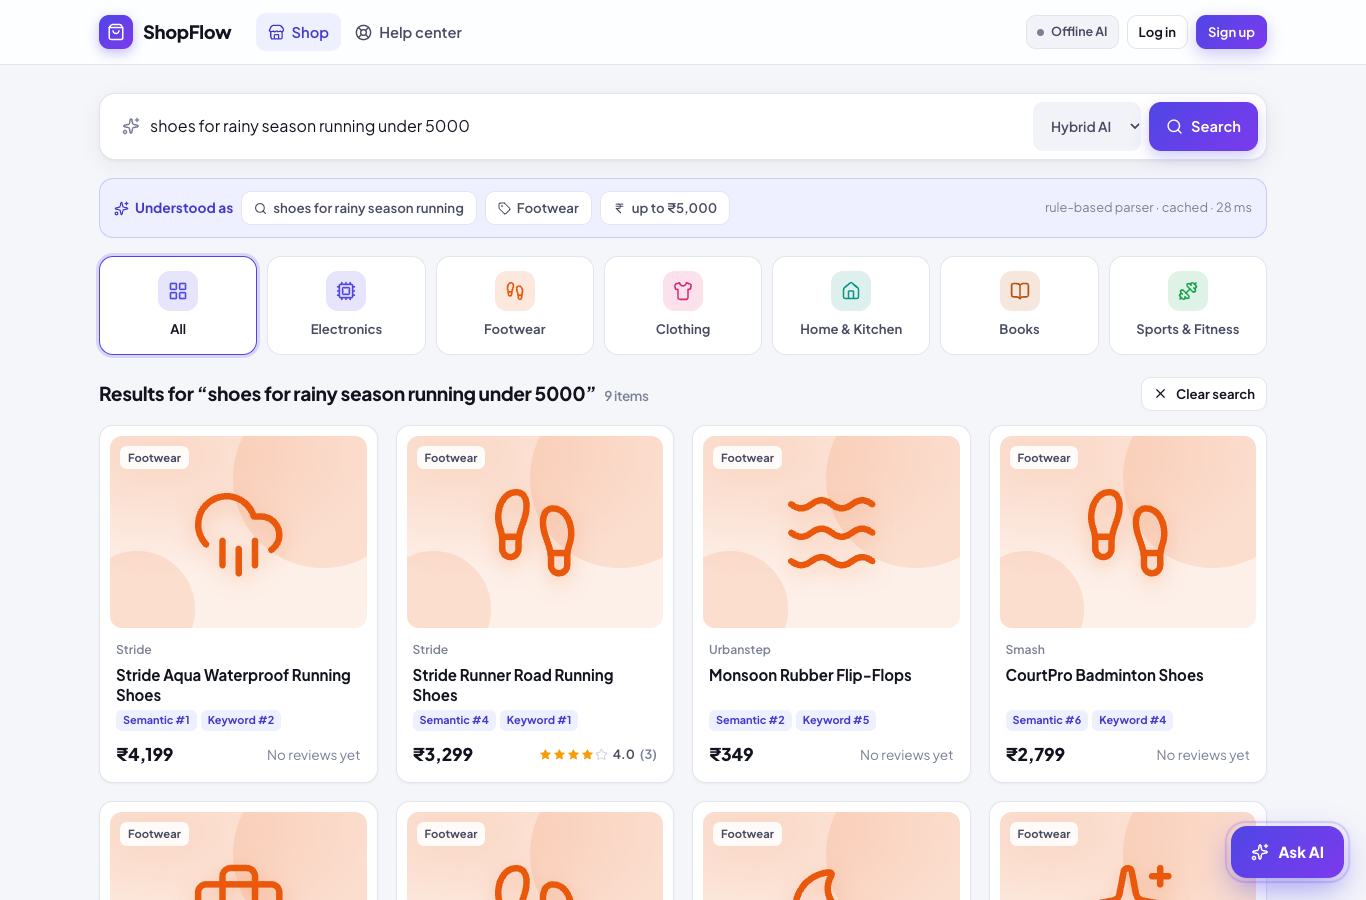 ShopFlow
Shop
Help center
Offline AI
Log in
Sign up
shoes for rainy season running under 5000
Hybrid AI
Search
Understood as
shoes for rainy season running
Footwear
₹ up to ₹5,000
rule-based parser · cached · 28 ms
All
Electronics
Footwear
Clothing
Home & Kitchen
Books
Sports & Fitness
Results for “shoes for rainy season running under 5000” 9 items
Clear search
Footwear
Stride
Stride Aqua Waterproof Running
Shoes
Semantic #1 Keyword #2
₹4,199 No reviews yet
Footwear
Stride
Stride Runner Road Running
Shoes
Semantic #4 Keyword #1
₹3,299 4.0 (3)
Footwear
Urbanstep
Monsoon Rubber Flip-Flops
Semantic #2 Keyword #5
₹349 No reviews yet
Footwear
Smash
CourtPro Badminton Shoes
Semantic #6 Keyword #4
₹2,799 No reviews yet
Footwear
Footwear
Footwear
Footwear
Ask AI